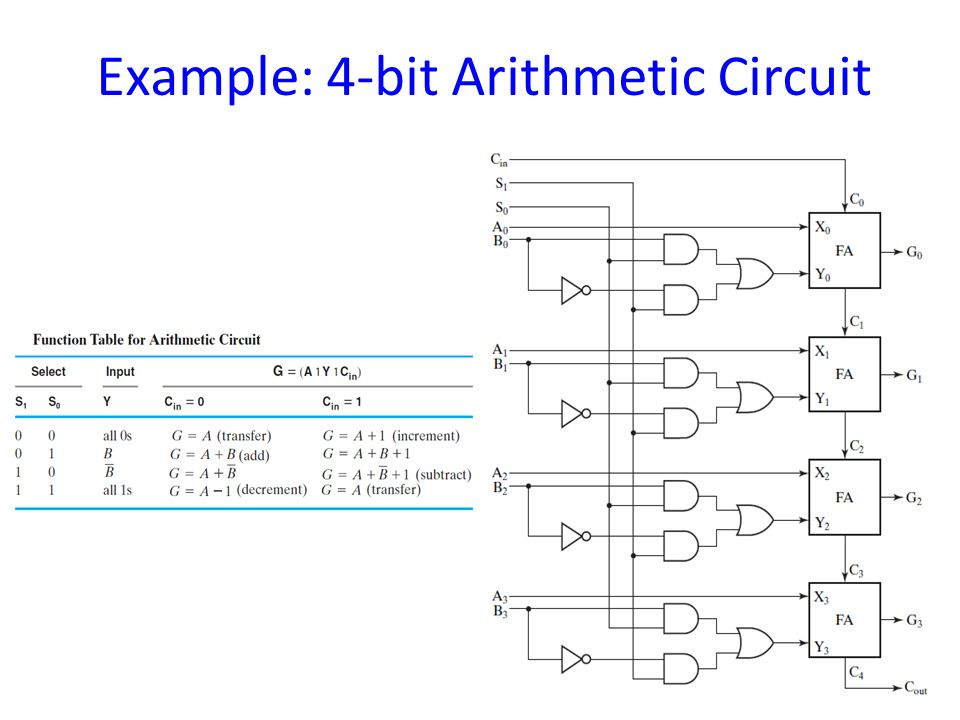 Example: 4-bit Arithmetic Circuit
Function Table for Arithmetic Circuit
Select Input G = (A 1 Y 1 Cin)
S1 S0 Y Cin = 0 Cin = 1
0 0 all 0s G = A (transfer) G = A + 1 (increment)
0 1 B G = A + B (add) G = A + B + 1
1 0 B̅ G = A + B̅ G = A + B̅ + 1 (subtract)
1 1 all 1s G = A − 1 (decrement) G = A (transfer)
Cin
S1
C0
S0
A0 X0
B0
FA G0
Y0
C1
A1 X1
B1
FA G1
Y1
C2
A2 X2
B2
FA G2
Y2
C3
A3 X3
B3
FA G3
Y3
C4
Cout